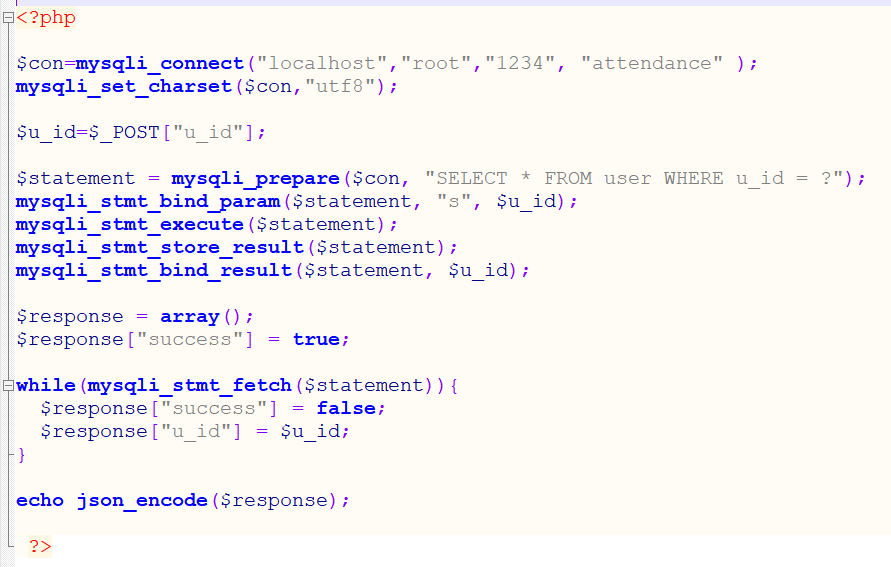 <?php
$con=mysqli_connect("localhost","root","1234", "attendance" );
mysqli_set_charset($con,"utf8");
$u_id=$_POST["u_id"];
$statement = mysqli_prepare($con, "SELECT * FROM user WHERE u_id = ?");
mysqli_stmt_bind_param($statement, "s", $u_id);
mysqli_stmt_execute($statement);
mysqli_stmt_store_result($statement);
mysqli_stmt_bind_result($statement, $u_id);
$response = array();
$response["success"] = true;
while(mysqli_stmt_fetch($statement)){
  $response["success"] = false;
  $response["u_id"] = $u_id;
}
echo json_encode($response);
 ?>